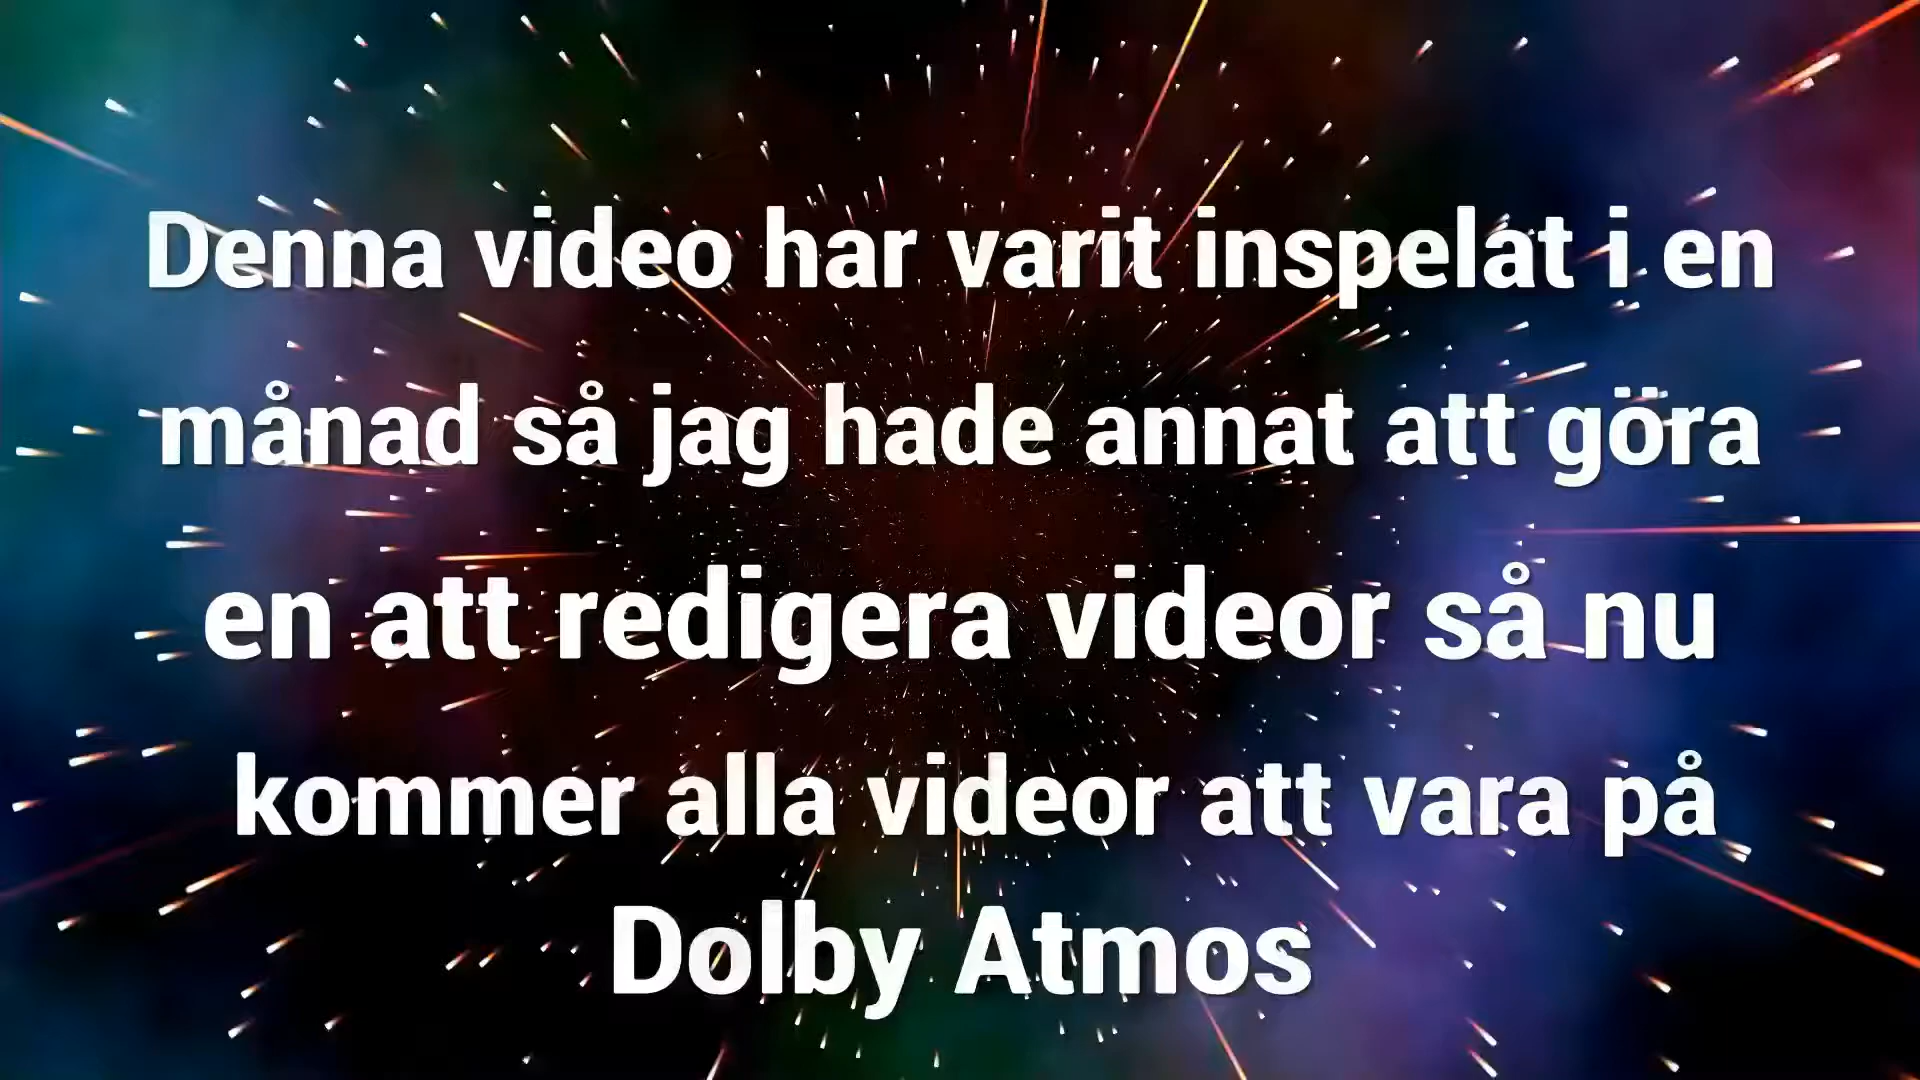 Denna video har varit inspelat i en
månad så jag hade annat att göra
en att redigera videor så nu
kommer alla videor att vara på
Dolby Atmos